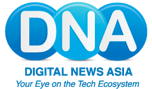 DNA
DIGITAL NEWS ASIA
Your Eye on the Tech Ecosystem